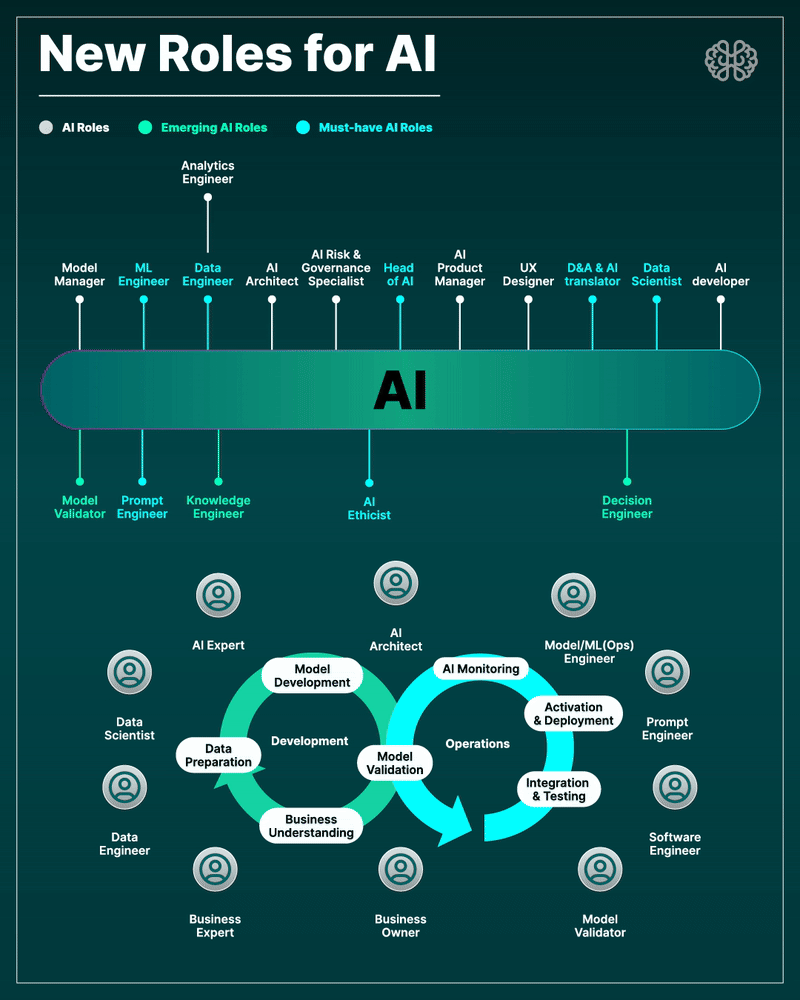 New Roles for AI
AI Roles
Emerging AI Roles
Must-have AI Roles
Analytics
Engineer
Model
Manager
ML
Engineer
Data
Engineer
AI
Architect
AI Risk &
Governance
Specialist
Head
of AI
AI
Product
Manager
UX
Designer
D&A & AI
translator
Data
Scientist
AI
developer
AI
Model
Validator
Prompt
Engineer
Knowledge
Engineer
AI
Ethicist
Decision
Engineer
AI Expert
AI
Architect
Model/ML(Ops)
Engineer
Data
Scientist
Prompt
Engineer
Model
Development
AI Monitoring
Activation
& Deployment
Data
Preparation
Development
Model
Validation
Operations
Integration
& Testing
Business
Understanding
Data
Engineer
Software
Engineer
Business
Expert
Business
Owner
Model
Validator